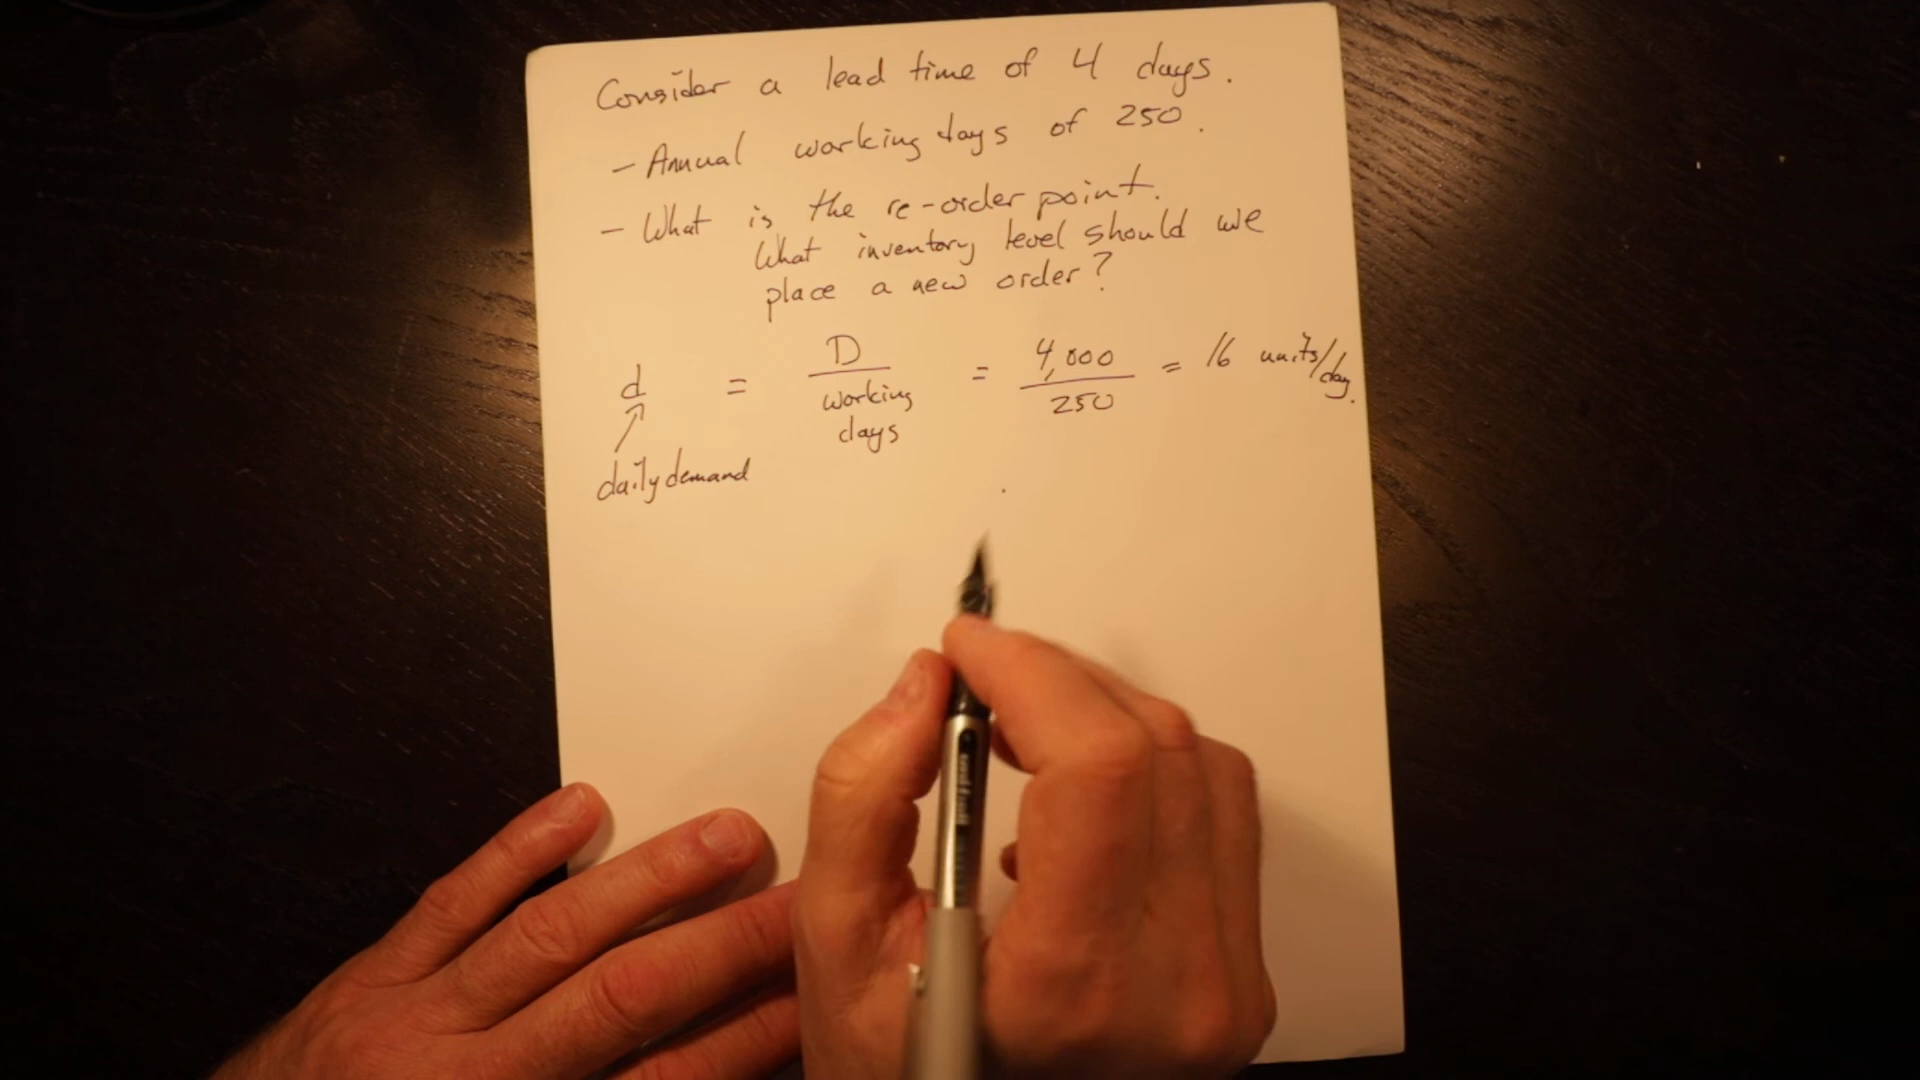 Consider a lead time of 4 days.
- Annual working days of 250.
- What is the re-order point.
What inventory level should we
place a new order?
d = D / working days = 4,000 / 250 = 16 units/day.
daily demand